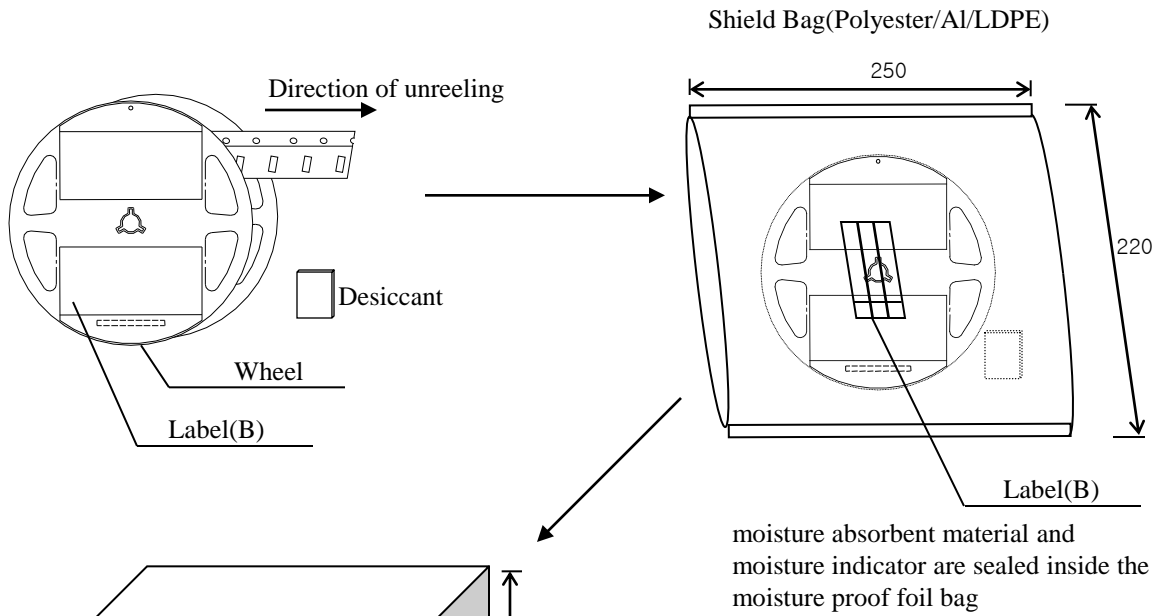 Shield Bag(Polyester/Al/LDPE)
250
Direction of unreeling
220
Desiccant
Wheel
Label(B)
Label(B)
moisture absorbent material and
moisture indicator are sealed inside the
moisture proof foil bag